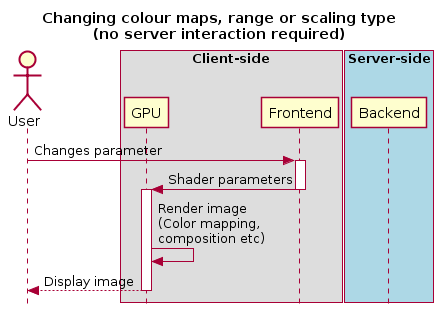 Changing colour maps, range or scaling type
(no server interaction required)
Client-side
Server-side
User
GPU
Frontend
Backend
Changes parameter
Shader parameters
Render image
(Color mapping,
composition etc)
Display image